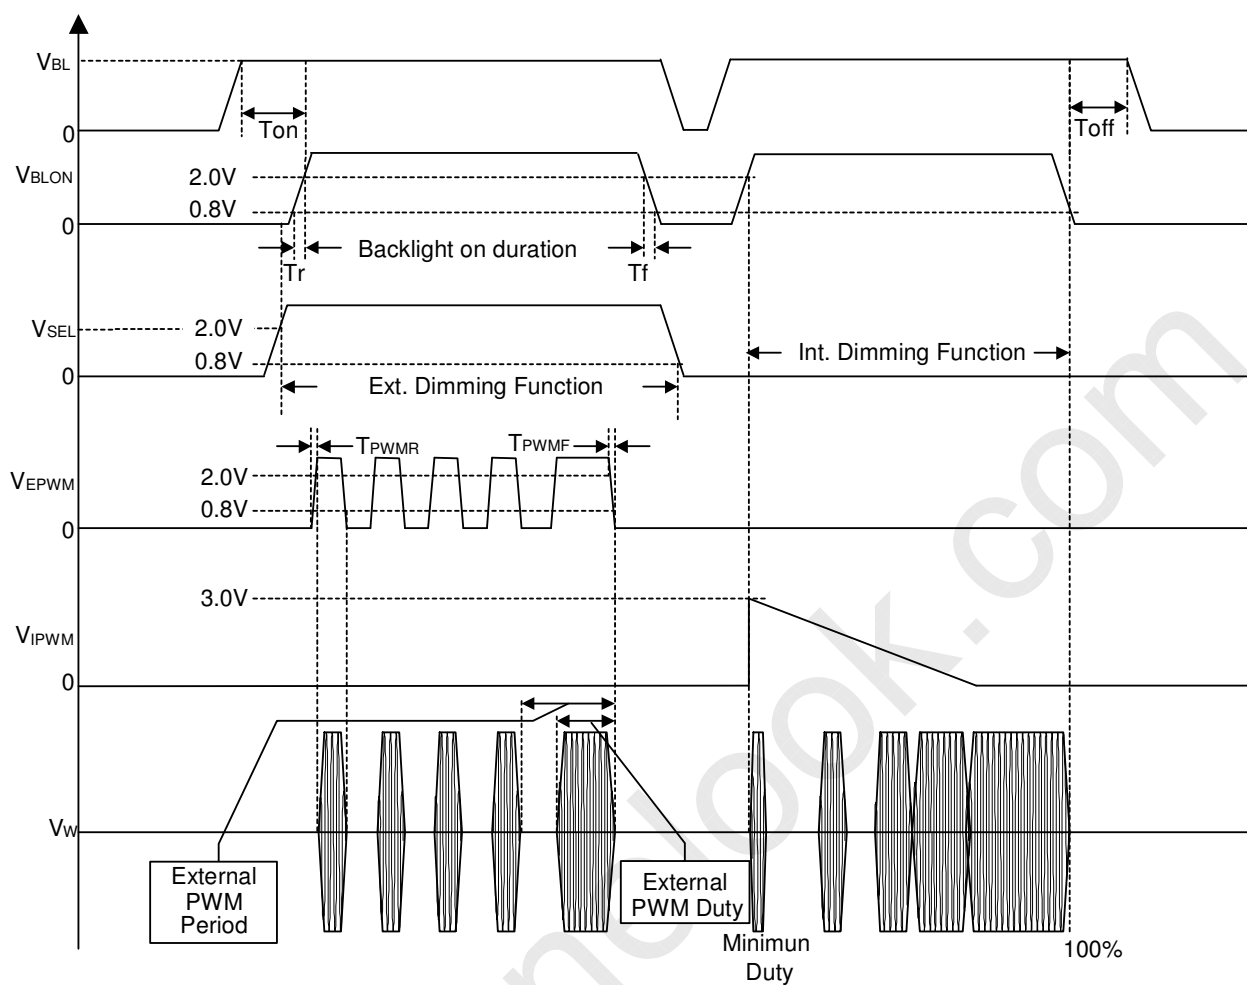 VBL
0
Ton
Toff
VBLON
2.0V
0.8V
0
Tr
Backlight on duration
Tf
VSEL
2.0V
0.8V
0
Ext. Dimming Function
Int. Dimming Function
TPWMR
TPWMF
VEPWM
2.0V
0.8V
0
3.0V
VIPWM
0
VW
External
PWM
Period
External
PWM Duty
Minimun
Duty
100%
nelook.com